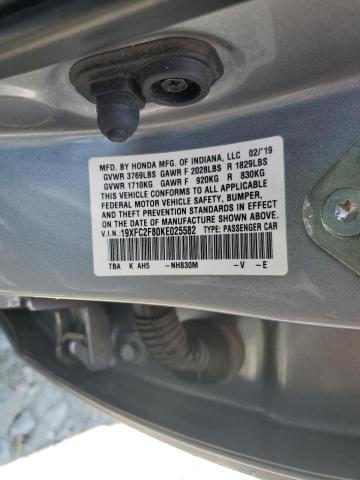 MFD. BY HONDA MFG. OF INDIANA, LLC 02/'19
GVWR 3769LBS GAWR F 2028LBS R 1829LBS
GVWR 1710KG GAWR F 920KG R 830KG
THIS VEHICLE CONFORMS TO ALL APPLICABLE
FEDERAL MOTOR VEHICLE SAFETY, BUMPER,
AND THEFT PREVENTION STANDARDS IN EFFECT
ON THE DATE OF MANUFACTURE SHOWN ABOVE.
V.I.N.:19XFC2F80KE025582 TYPE: PASSENGER CAR
TBA K AH5 -NH830M -V -E